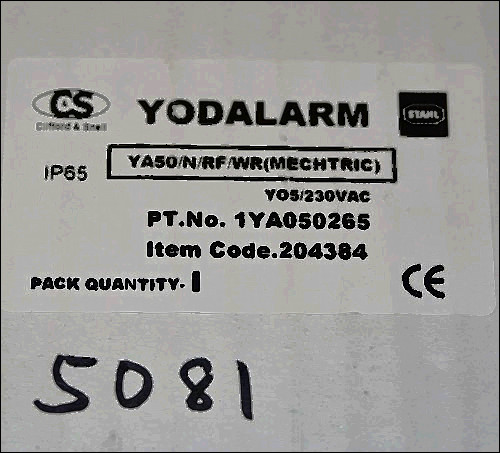 CS
Clifford & Snell
YODALARM
STAHL
IP65
YA50/N/RF/WR(MECHTRIC)
YO5/230VAC
PT.No. 1YA050265
Item Code.204384
PACK QUANTITY- 1
CE
5081